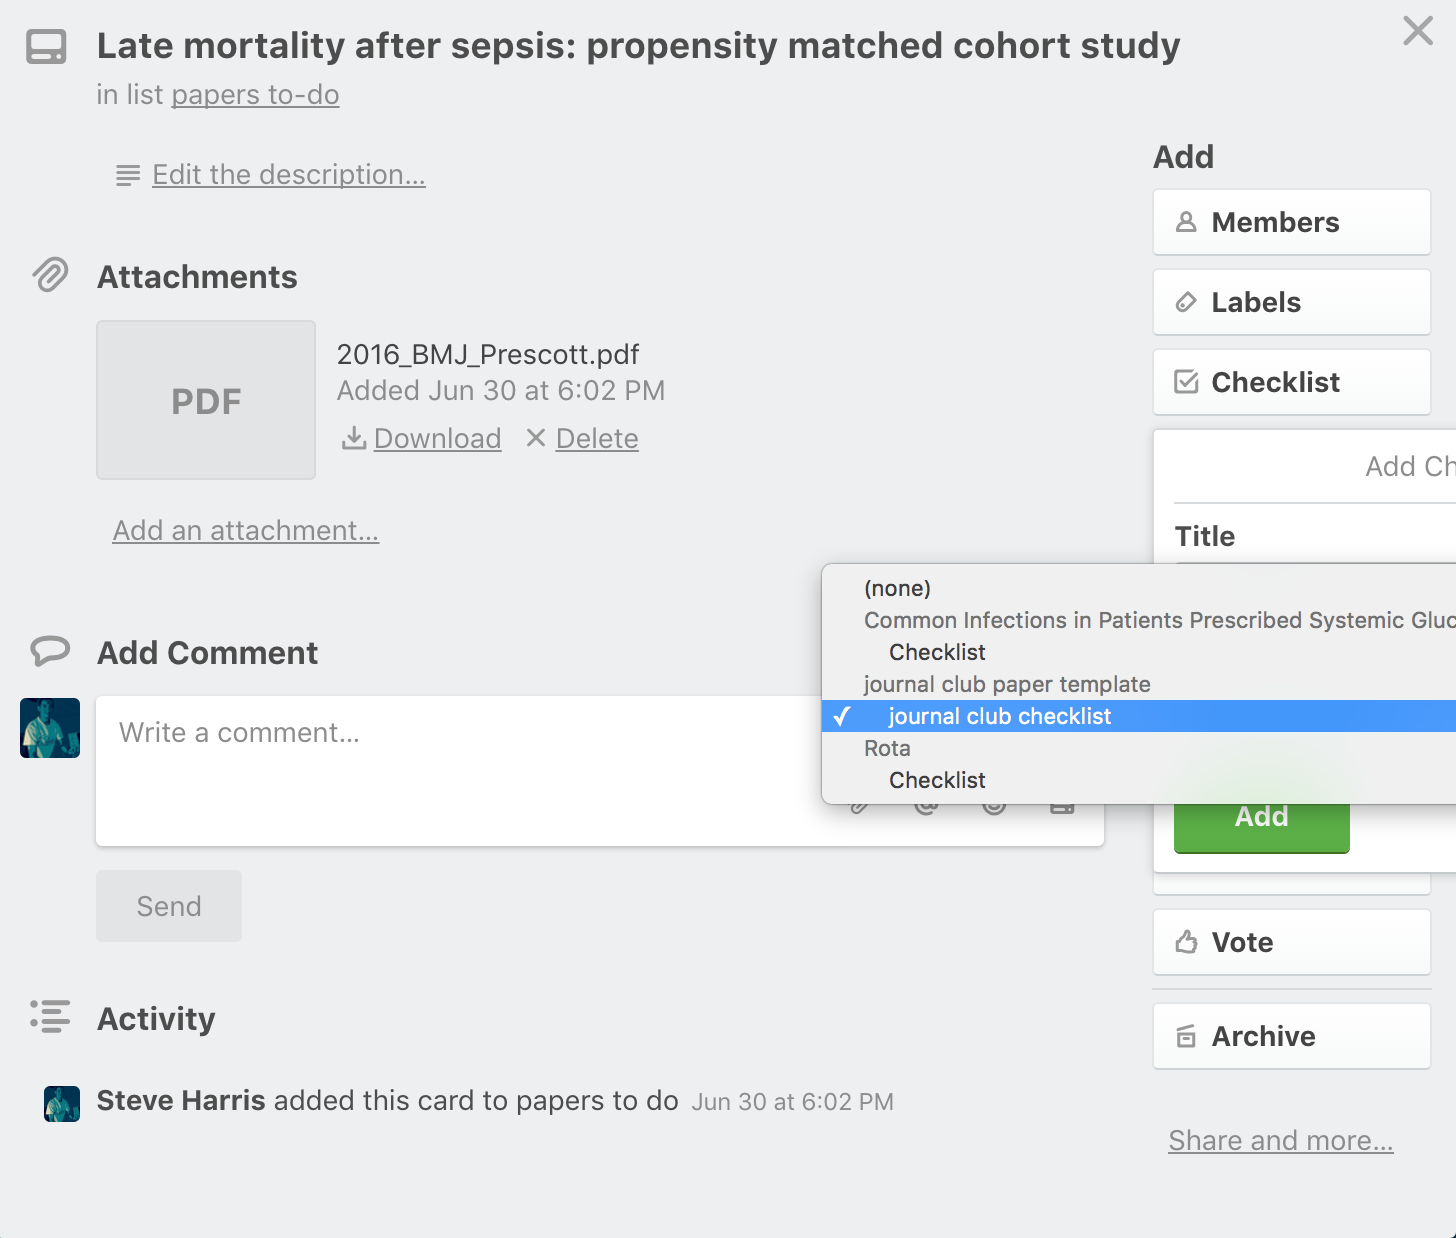 Late mortality after sepsis: propensity matched cohort study
in list papers to-do
Edit the description...
Attachments
PDF
2016_BMJ_Prescott.pdf
Added Jun 30 at 6:02 PM
Download
Delete
Add an attachment...
Add Comment
Write a comment...
Send
Activity
Steve Harris added this card to papers to do Jun 30 at 6:02 PM
Add
Members
Labels
Checklist
Add Ch
Title
(none)
Common Infections in Patients Prescribed Systemic Gluc
Checklist
journal club paper template
✓ journal club checklist
Rota
Checklist
Add
Vote
Archive
Share and more...